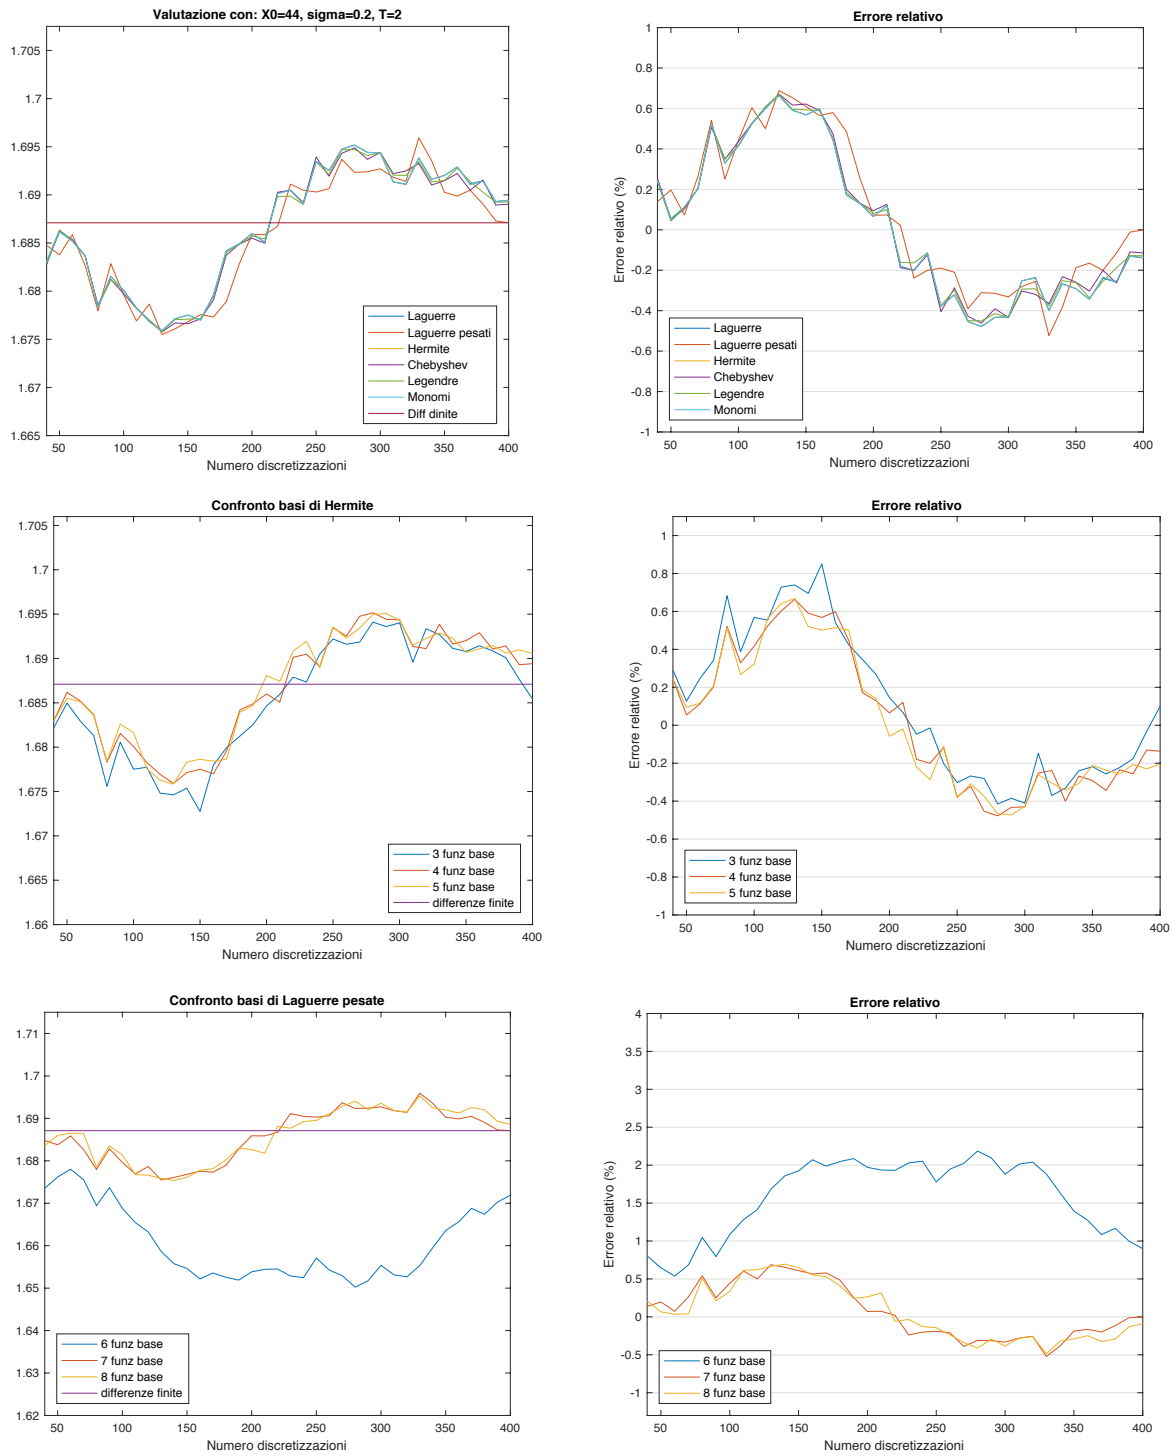 Valutazione con: X0=44, sigma=0.2, T=2
1.705
1.7
1.695
1.69
1.685
1.68
1.675
1.67
1.665
50 100 150 200 250 300 350 400
Numero discretizzazioni
Laguerre
Laguerre pesati
Hermite
Chebyshev
Legendre
Monomi
Diff dinite
Errore relativo
Errore relativo (%)
1
0.8
0.6
0.4
0.2
0
-0.2
-0.4
-0.6
-0.8
-1
50 100 150 200 250 300 350 400
Numero discretizzazioni
Laguerre
Laguerre pesati
Hermite
Chebyshev
Legendre
Monomi
Confronto basi di Hermite
1.705
1.7
1.695
1.69
1.685
1.68
1.675
1.67
1.665
1.66
50 100 150 200 250 300 350 400
Numero discretizzazioni
3 funz base
4 funz base
5 funz base
differenze finite
Errore relativo
Errore relativo (%)
1
0.8
0.6
0.4
0.2
0
-0.2
-0.4
-0.6
-0.8
-1
50 100 150 200 250 300 350 400
Numero discretizzazioni
3 funz base
4 funz base
5 funz base
Confronto basi di Laguerre pesate
1.71
1.7
1.69
1.68
1.67
1.66
1.65
1.64
1.63
1.62
50 100 150 200 250 300 350 400
Numero discretizzazioni
6 funz base
7 funz base
8 funz base
differenze finite
Errore relativo
Errore relativo (%)
4
3.5
3
2.5
2
1.5
1
0.5
0
-0.5
-1
50 100 150 200 250 300 350 400
Numero discretizzazioni
6 funz base
7 funz base
8 funz base